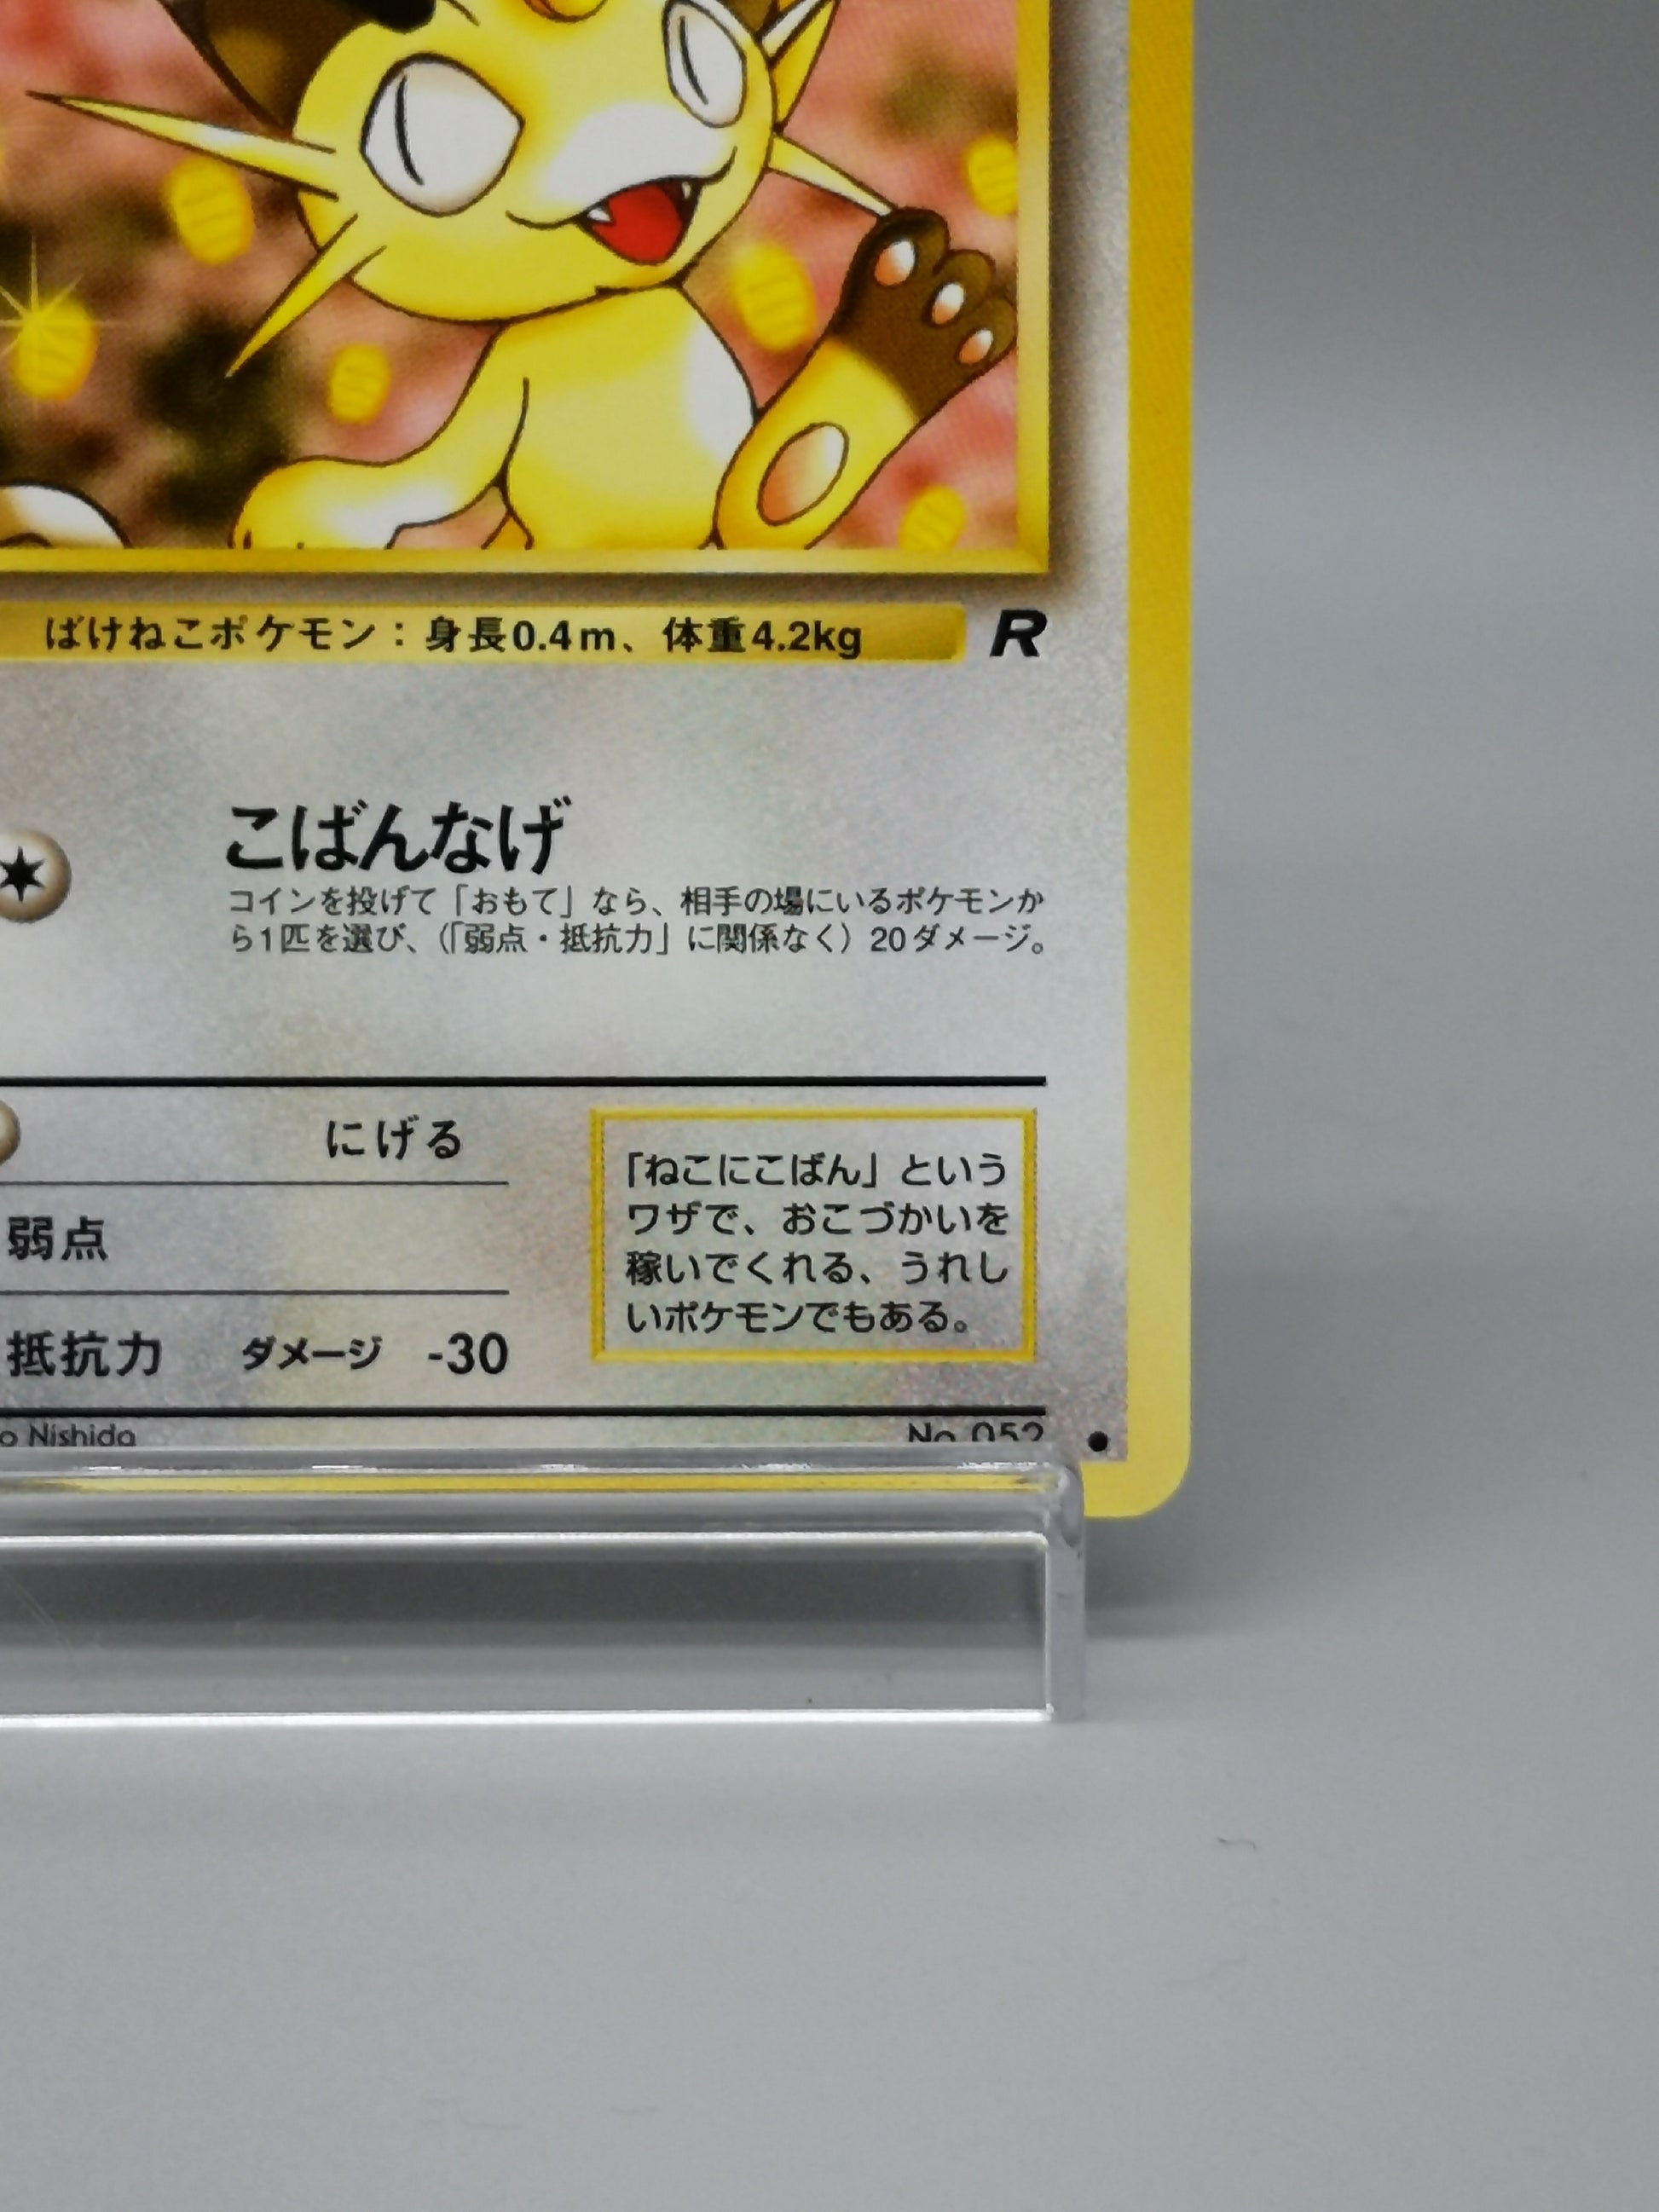 ばけねこポケモン：身長0.4m、体重4.2kg
R
こばんなげ
コインを投げて「おもて」なら、相手の場にいるポケモンか
ら1匹を選び、（「弱点・抵抗力」に関係なく）20ダメージ。
にげる
弱点
抵抗力 ダメージ -30
「ねこにこばん」という
ワザで、おこづかいを
稼いでくれる、うれし
いポケモンでもある。
o Nishida No.052 ●